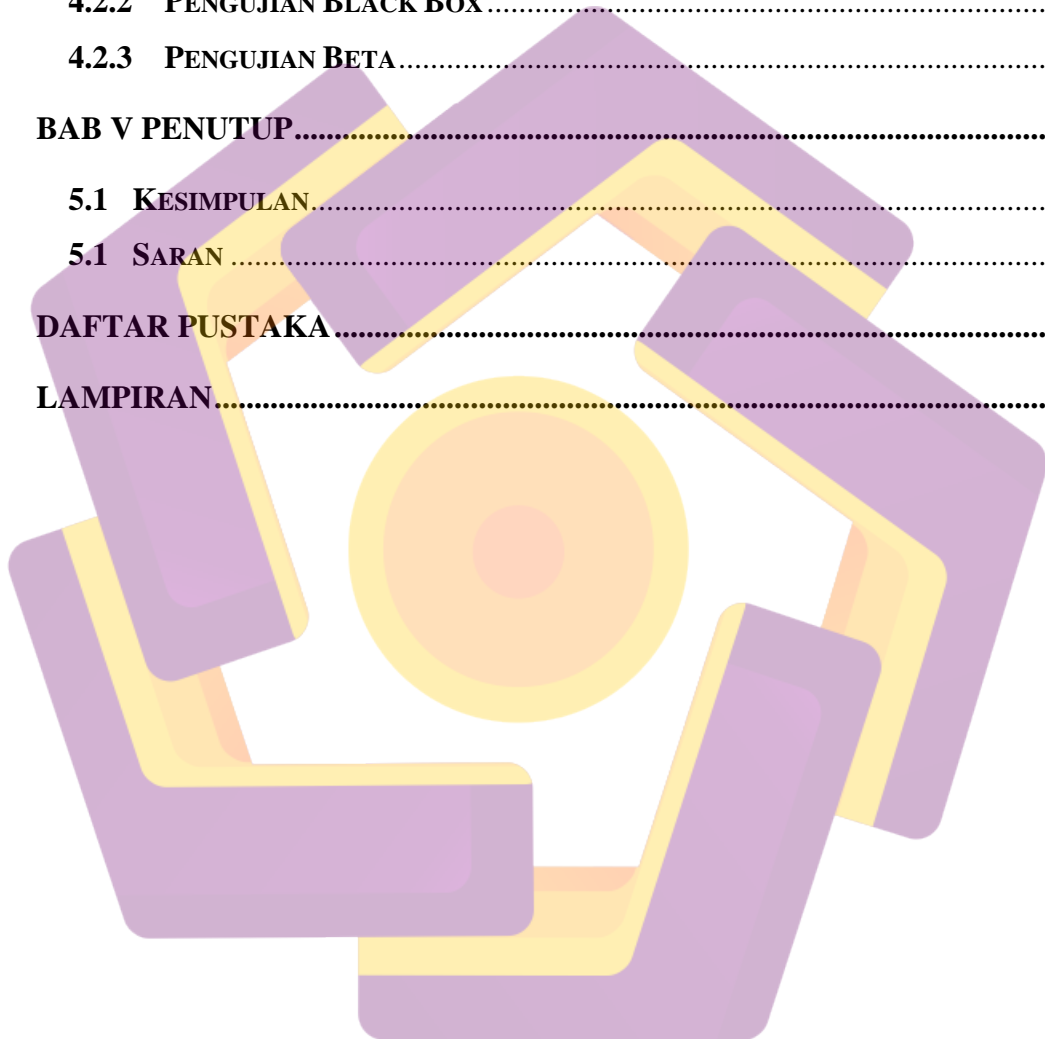 4.2.2 PENGUJIAN BLACK BOX................................................................
4.2.3 PENGUJIAN BETA................................................................
BAB V PENUTUP................................................................
5.1 KESIMPULAN................................................................
5.1 SARAN ................................................................
DAFTAR PUSTAKA................................................................
LAMPIRAN................................................................